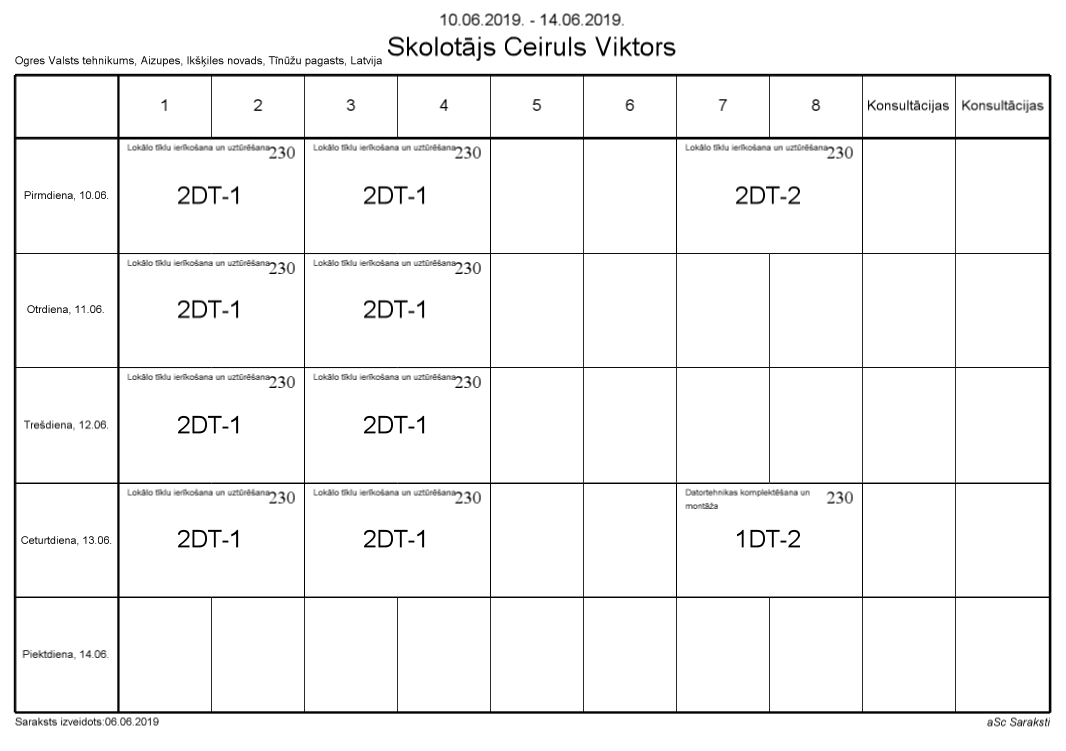 10.06.2019. - 14.06.2019.
Skolotājs Ceiruls Viktors
Ogres Valsts tehnikums, Aizupes, Ikšķiles novads, Tīnūžu pagasts, Latvija
1 2 3 4 5 6 7 8 Konsultācijas Konsultācijas
Lokālo tīklu ierīkošana un uzturēšana 230 Lokālo tīklu ierīkošana un uzturēšana 230 Lokālo tīklu ierīkošana un uzturēšana 230
Pirmdiena, 10.06. 2DT-1 2DT-1 2DT-2
Lokālo tīklu ierīkošana un uzturēšana 230 Lokālo tīklu ierīkošana un uzturēšana 230
Otrdiena, 11.06. 2DT-1 2DT-1
Lokālo tīklu ierīkošana un uzturēšana 230 Lokālo tīklu ierīkošana un uzturēšana 230
Trešdiena, 12.06. 2DT-1 2DT-1
Lokālo tīklu ierīkošana un uzturēšana 230 Lokālo tīklu ierīkošana un uzturēšana 230 Datortehnikas komplektēšana un 230
montāža
Ceturtdiena, 13.06. 2DT-1 2DT-1 1DT-2
Piektdiena, 14.06.
Saraksts izveidots:06.06.2019 aSc Saraksti